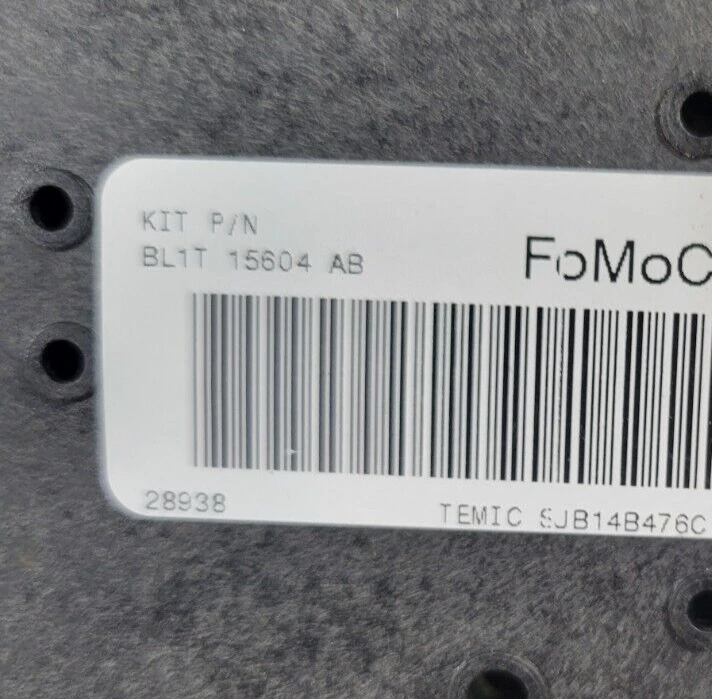 KIT P/N
BL1T 15604 AB
FoMoC
28938
TEMIC SJB14B476C